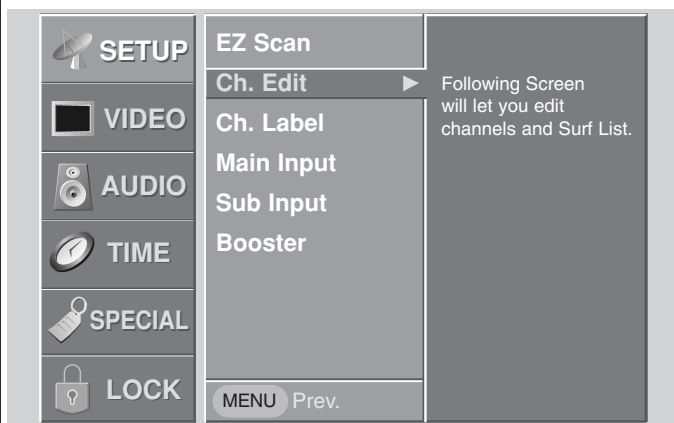 SETUP
VIDEO
AUDIO
TIME
SPECIAL
LOCK
EZ Scan
Ch. Edit
Ch. Label
Main Input
Sub Input
Booster
MENU Prev.
Following Screen
will let you edit
channels and Surf List.